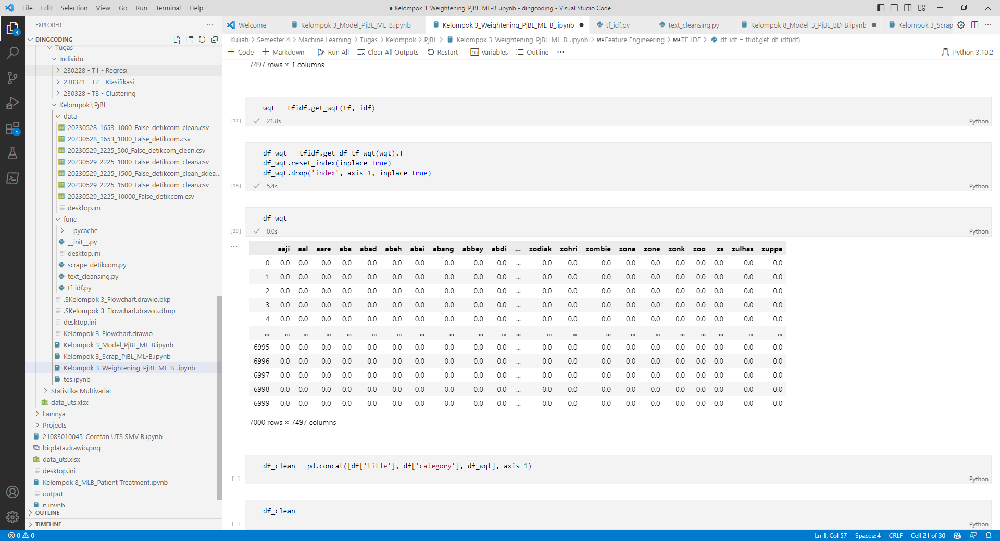 File Edit Selection View Go Run Terminal Help
● Kelompok 3_Weightening_PjBL_ML-B_.ipynb - dingcoding - Visual Studio Code
EXPLORER
Welcome
Kelompok 3_Model_PjBL_ML-B.ipynb
Kelompok 3_Weightening_PjBL_ML-B_.ipynb
tf_idf.py
text_cleansing.py
Kelompok 8_Model-3_PjBL_BD-B.ipynb
Kelompok 3_Scrap
DINGCODING
Kuliah > Semester 4 > Machine Learning > Tugas > Kelompok > PjBL > Kelompok 3_Weightening_PjBL_ML-B_.ipynb > M↓Feature Engineering > M↓TF-IDF > df_idf = tfidf.get_df_idf(idf)
+ Code + Markdown Run All Clear All Outputs Restart Variables Outline ...
Python 3.10.2
3
1
Tugas
Individu
230228 - T1 - Regresi
230321 - T2 - Klasifikasi
230328 - T3 - Clustering
Kelompok\PjBL
data
20230528_1653_1000_False_detikcom_clean.csv
20230528_1653_1000_False_detikcom.csv
20230529_2225_500_False_detikcom_clean.csv
20230529_2225_1000_False_detikcom_clean.csv
20230529_2225_1500_False_detikcom_clean_sklea...
20230529_2225_1500_False_detikcom_clean.csv
20230529_2225_10000_False_detikcom.csv
desktop.ini
func
__pycache__
__init__.py
desktop.ini
scrape_detikcom.py
text_cleansing.py
tf_idf.py
.$Kelompok 3_Flowchart.drawio.bkp
.$Kelompok 3_Flowchart.drawio.dtmp
desktop.ini
Kelompok 3_Flowchart.drawio
Kelompok 3_Model_PjBL_ML-B.ipynb
Kelompok 3_Scrap_PjBL_ML-B.ipynb
Kelompok 3_Weightening_PjBL_ML-B_.ipynb
tes.ipynb
Statistika Multivariat
data_uts.xlsx
Lainnya
Projects
21083010045_Coretan UTS SMV B.ipynb
bigdata.drawio.png
data_uts.xlsx
desktop.ini
Kelompok 8_MLB_Patient Treatment.ipynb
output
n.ipynb
OUTLINE
TIMELINE
7497 rows × 1 columns
wqt = tfidf.get_wqt(tf, idf)
[17] ✓ 21.8s Python
df_wqt = tfidf.get_df_tf_wqt(wqt).T
df_wqt.reset_index(inplace=True)
df_wqt.drop('index', axis=1, inplace=True)
[18] ✓ 5.4s Python
df_wqt
[19] ✓ 0.0s Python
...
aaji aal aare aba abad abah abai abang abbey abdi ... zodiak zohri zombie zona zone zonk zoo zs zulhas zuppa
0 0.0 0.0 0.0 0.0 0.0 0.0 0.0 0.0 0.0 0.0 ... 0.0 0.0 0.0 0.0 0.0 0.0 0.0 0.0 0.0 0.0
1 0.0 0.0 0.0 0.0 0.0 0.0 0.0 0.0 0.0 0.0 ... 0.0 0.0 0.0 0.0 0.0 0.0 0.0 0.0 0.0 0.0
2 0.0 0.0 0.0 0.0 0.0 0.0 0.0 0.0 0.0 0.0 ... 0.0 0.0 0.0 0.0 0.0 0.0 0.0 0.0 0.0 0.0
3 0.0 0.0 0.0 0.0 0.0 0.0 0.0 0.0 0.0 0.0 ... 0.0 0.0 0.0 0.0 0.0 0.0 0.0 0.0 0.0 0.0
4 0.0 0.0 0.0 0.0 0.0 0.0 0.0 0.0 0.0 0.0 ... 0.0 0.0 0.0 0.0 0.0 0.0 0.0 0.0 0.0 0.0
... ... ... ... ... ... ... ... ... ... ... ... ... ... ... ... ... ... ... ... ... ...
6995 0.0 0.0 0.0 0.0 0.0 0.0 0.0 0.0 0.0 0.0 ... 0.0 0.0 0.0 0.0 0.0 0.0 0.0 0.0 0.0 0.0
6996 0.0 0.0 0.0 0.0 0.0 0.0 0.0 0.0 0.0 0.0 ... 0.0 0.0 0.0 0.0 0.0 0.0 0.0 0.0 0.0 0.0
6997 0.0 0.0 0.0 0.0 0.0 0.0 0.0 0.0 0.0 0.0 ... 0.0 0.0 0.0 0.0 0.0 0.0 0.0 0.0 0.0 0.0
6998 0.0 0.0 0.0 0.0 0.0 0.0 0.0 0.0 0.0 0.0 ... 0.0 0.0 0.0 0.0 0.0 0.0 0.0 0.0 0.0 0.0
6999 0.0 0.0 0.0 0.0 0.0 0.0 0.0 0.0 0.0 0.0 ... 0.0 0.0 0.0 0.0 0.0 0.0 0.0 0.0 0.0 0.0
7000 rows × 7497 columns
df_clean = pd.concat([df['title'], df['category'], df_wqt], axis=1)
[ ] Python
df_clean
[ ] Python
0 0
Ln 1, Col 57 Spaces: 4 CRLF Cell 21 of 30